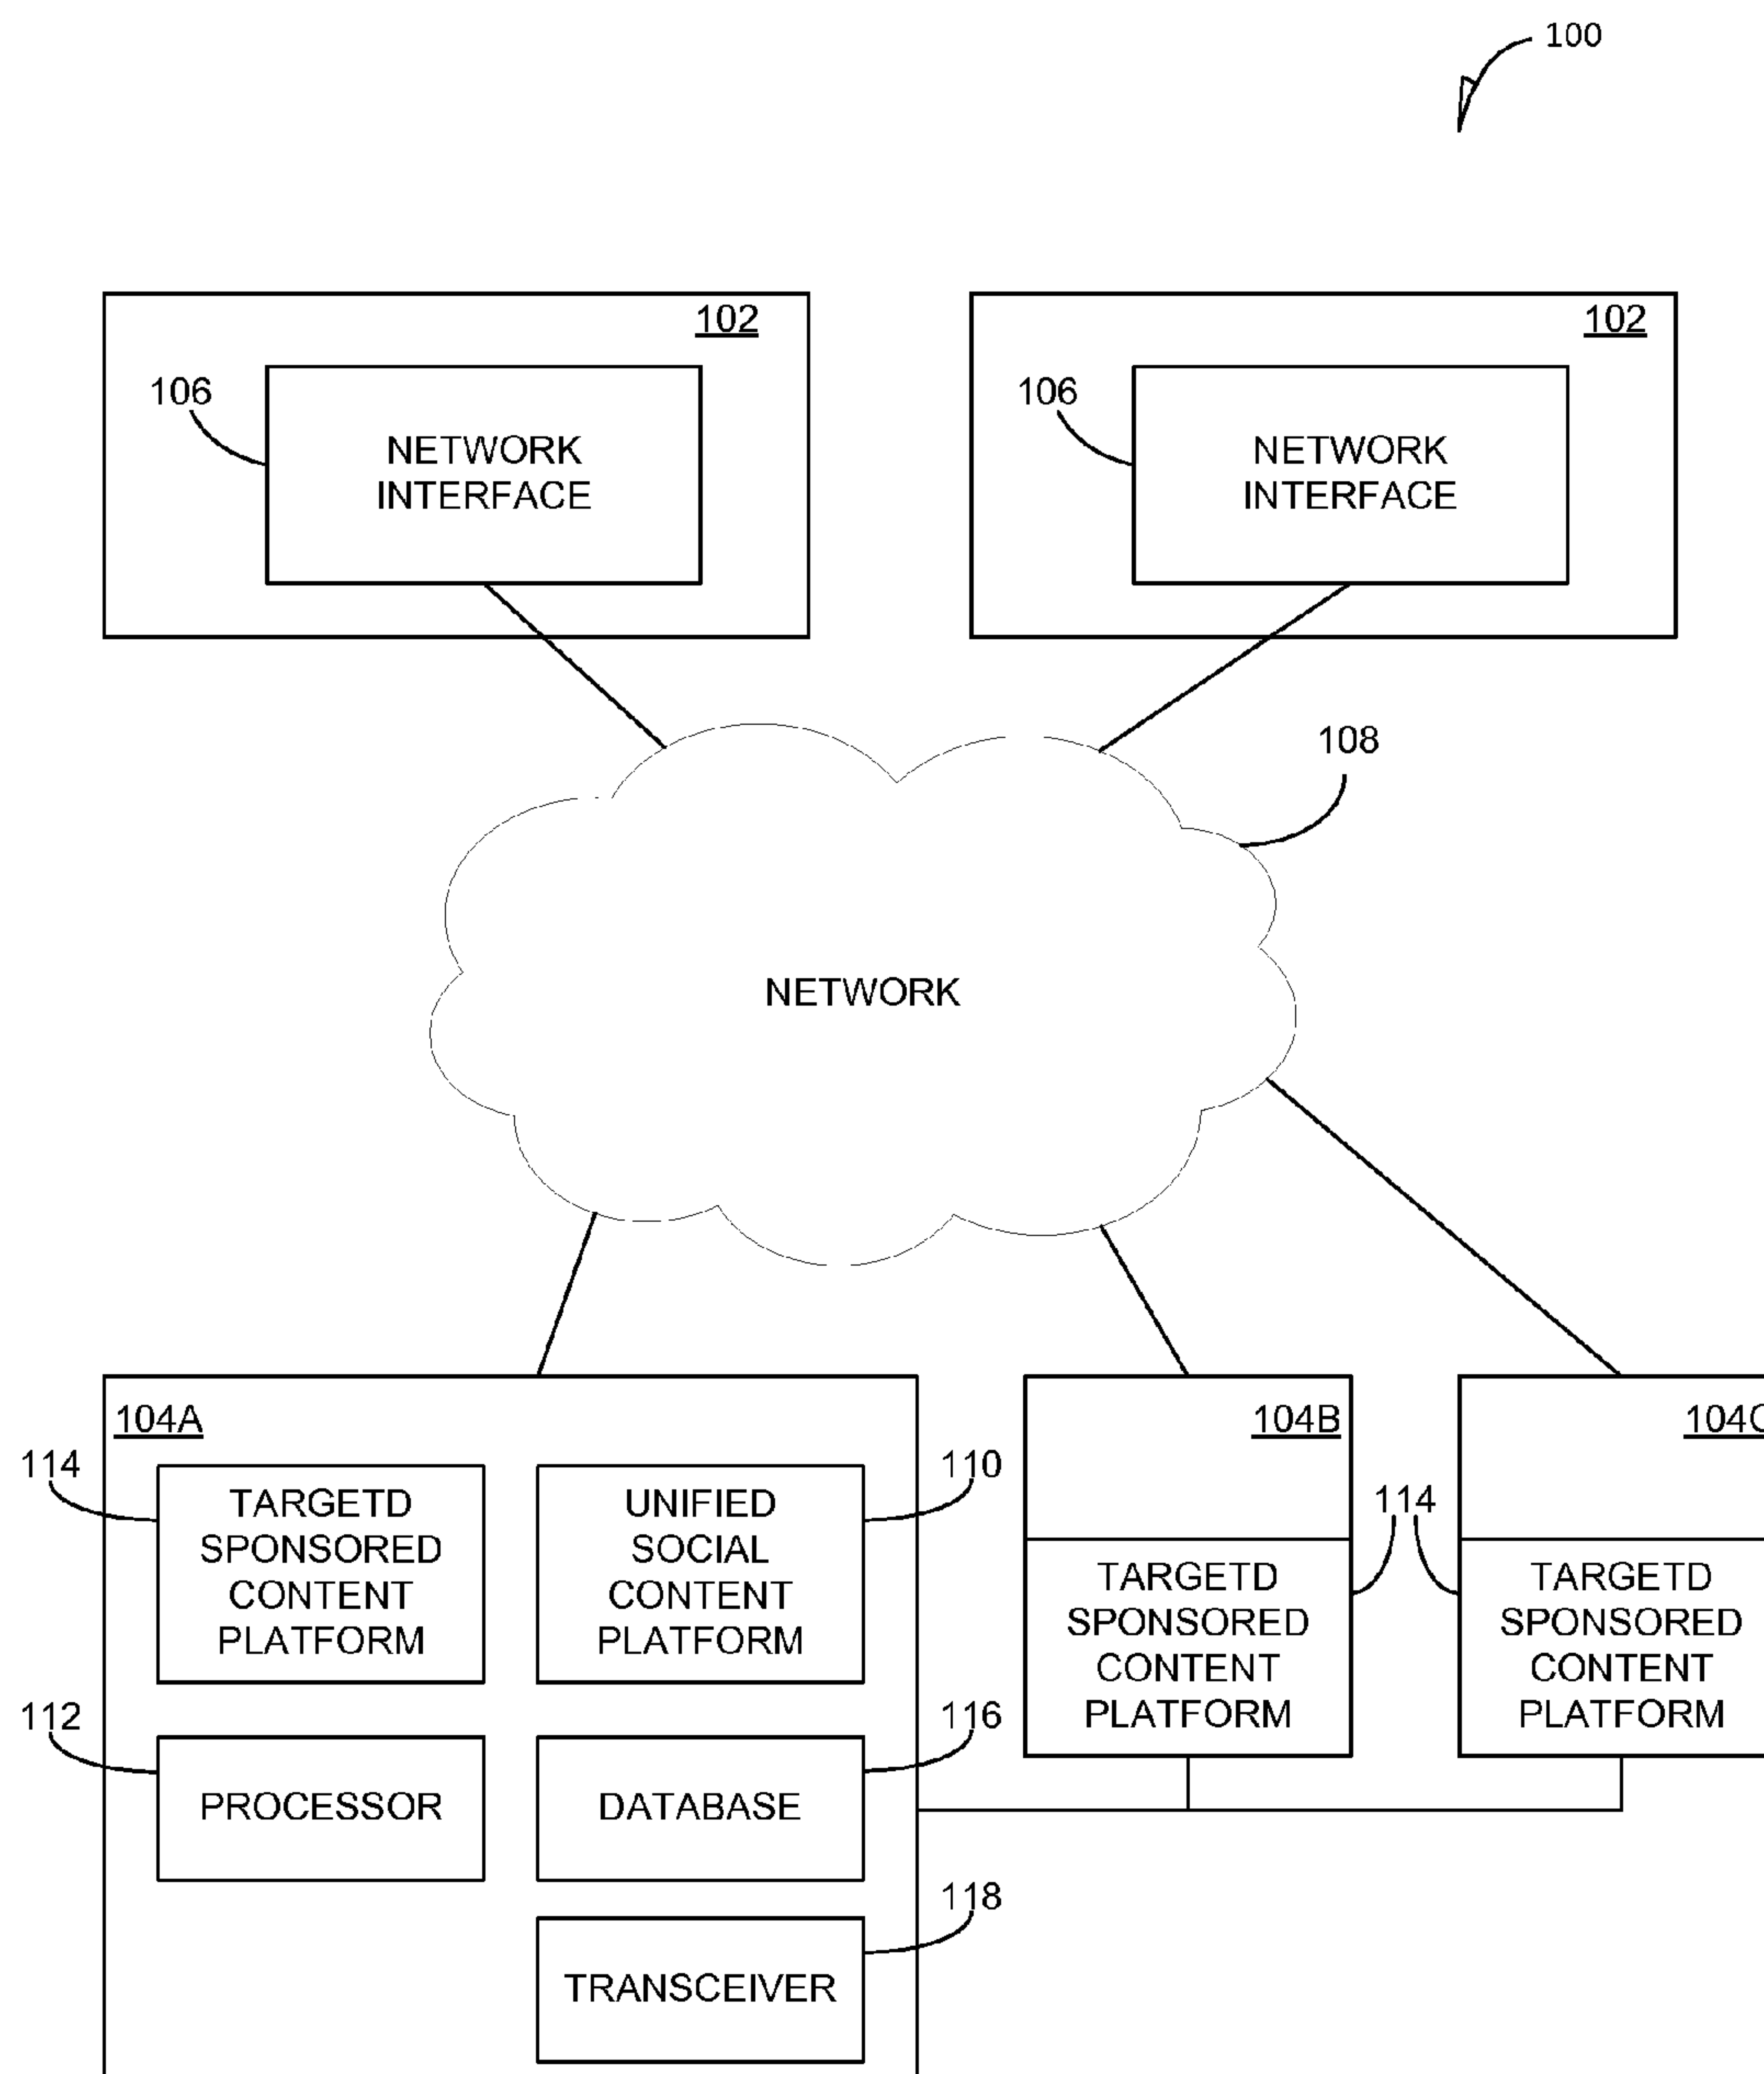 100
102
102
106
NETWORK
INTERFACE
106
NETWORK
INTERFACE
108
NETWORK
104A
104B
104C
114
TARGETD
SPONSORED
CONTENT
PLATFORM
UNIFIED
SOCIAL
CONTENT
PLATFORM
110
114
TARGETD
SPONSORED
CONTENT
PLATFORM
TARGETD
SPONSORED
CONTENT
PLATFORM
112
PROCESSOR
DATABASE
116
TRANSCEIVER
118